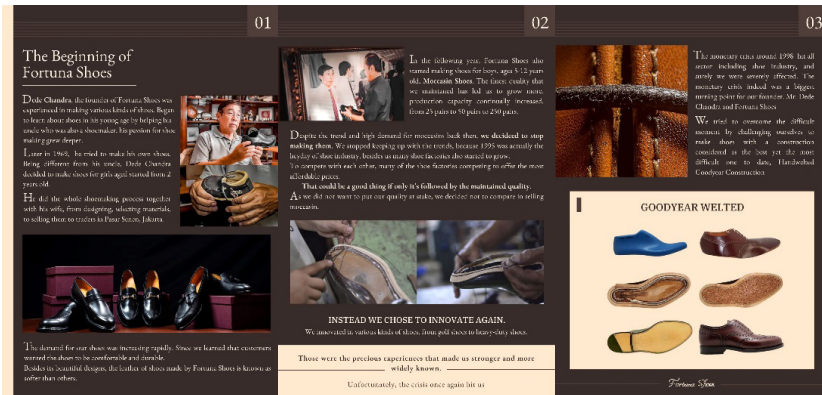 01
The Beginning of
Fortuna Shoes
Dede Chandra, the founder of Fortuna Shoes was
experienced in making various kinds of shoes. Began
to learn about shoes in his young age by helping his
uncle who was also a shoemaker, his passion for shoe
making grew deeper.
Later in 1969, he tried to make his own shoes.
Being different from his uncle, Dede Chandra
decided to make shoes for girls aged started from 2
years old.
He did the whole shoemaking process together
with his wife, from designing, selecting materials,
to selling them to traders in Pasar Senen, Jakarta.
The demand for our shoes was increasing rapidly. Since we learned that customers
wanted the shoes to be comfortable and durable.
Besides its beautiful designs, the leather of shoes made by Fortuna Shoes is known as
softer than others.
02
In the following year, Fortuna Shoes also
started making shoes for boys, aged 5-12 years
old, Moccasin Shoes. The finest quality that
we maintained has led us to grow more,
production capacity continually increased,
from 25 pairs to 50 pairs to 250 pairs.
Despite the trend and high demand for moccasins back then, we decided to stop
making them. We stopped keeping up with the trends, because 1995 was actually the
heyday of shoe industry, besides us many shoe factories also started to grow.
To compete with each other, many of the shoe factories competing to offer the most
affordable prices.
That could be a good thing if only it's followed by the maintained quality.
As we did not want to put our quality at stake, we decided not to compete in selling
moccasin.
INSTEAD WE CHOSE TO INNOVATE AGAIN.
We innovated in various kinds of shoes, from golf shoes to heavy-duty shoes.
Those were the precious experiences that made us stronger and more
widely known.
Unfortunately, the crisis once again hit us
03
The monetary crisis around 1998 hit all
sector including shoe industry, and
surely we were severely affected. The
monetary crisis indeed was a biggest
turning point for our founder, Mr. Dede
Chandra and Fortuna Shoes
We tried to overcome the difficult
moment by challenging ourselves to
make shoes with a construction
considered as the best yet the most
difficult one to date, Handwelted
Goodyear Construction
GOODYEAR WELTED
Fortuna Shoes